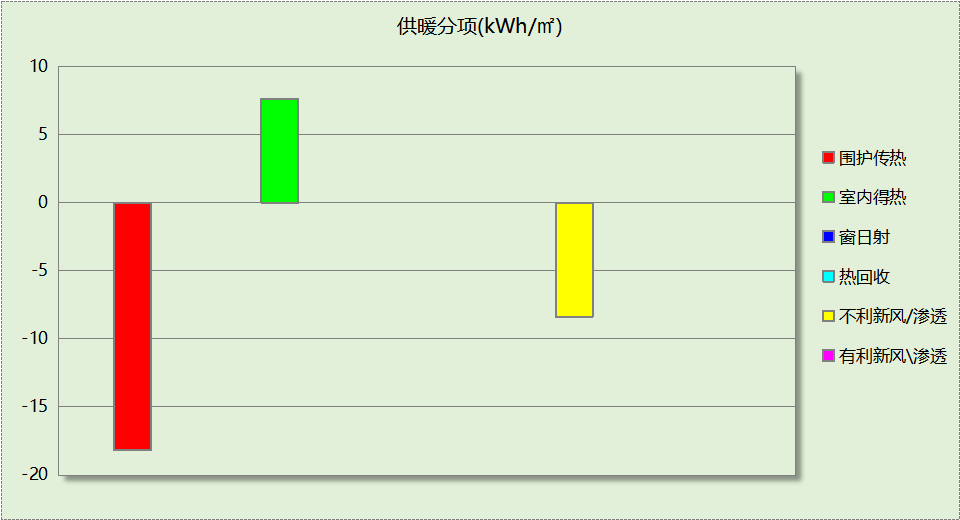 供暖分项(kWh/㎡)
10
5
0
-5
-10
-15
-20
围护传热
室内得热
窗日射
热回收
不利新风/渗透
有利新风\渗透